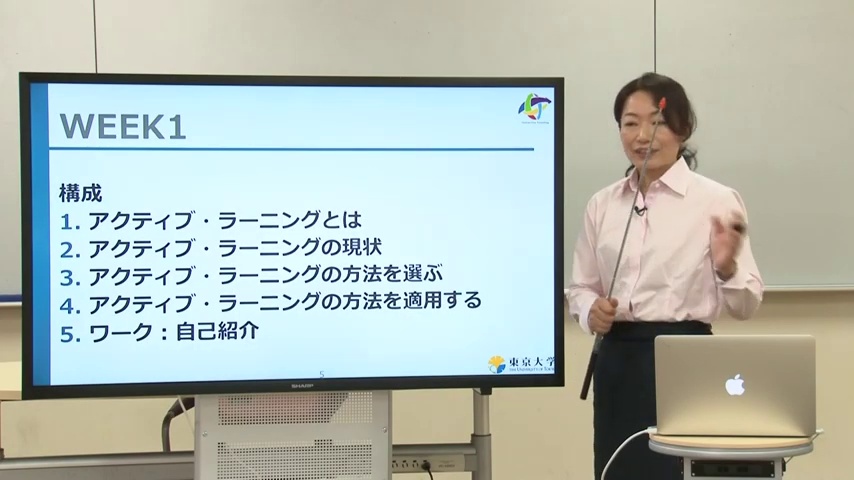 WEEK1
構成
1. アクティブ・ラーニングとは
2. アクティブ・ラーニングの現状
3. アクティブ・ラーニングの方法を選ぶ
4. アクティブ・ラーニングの方法を適用する
5. ワーク：自己紹介
5
東京大学
SHARP